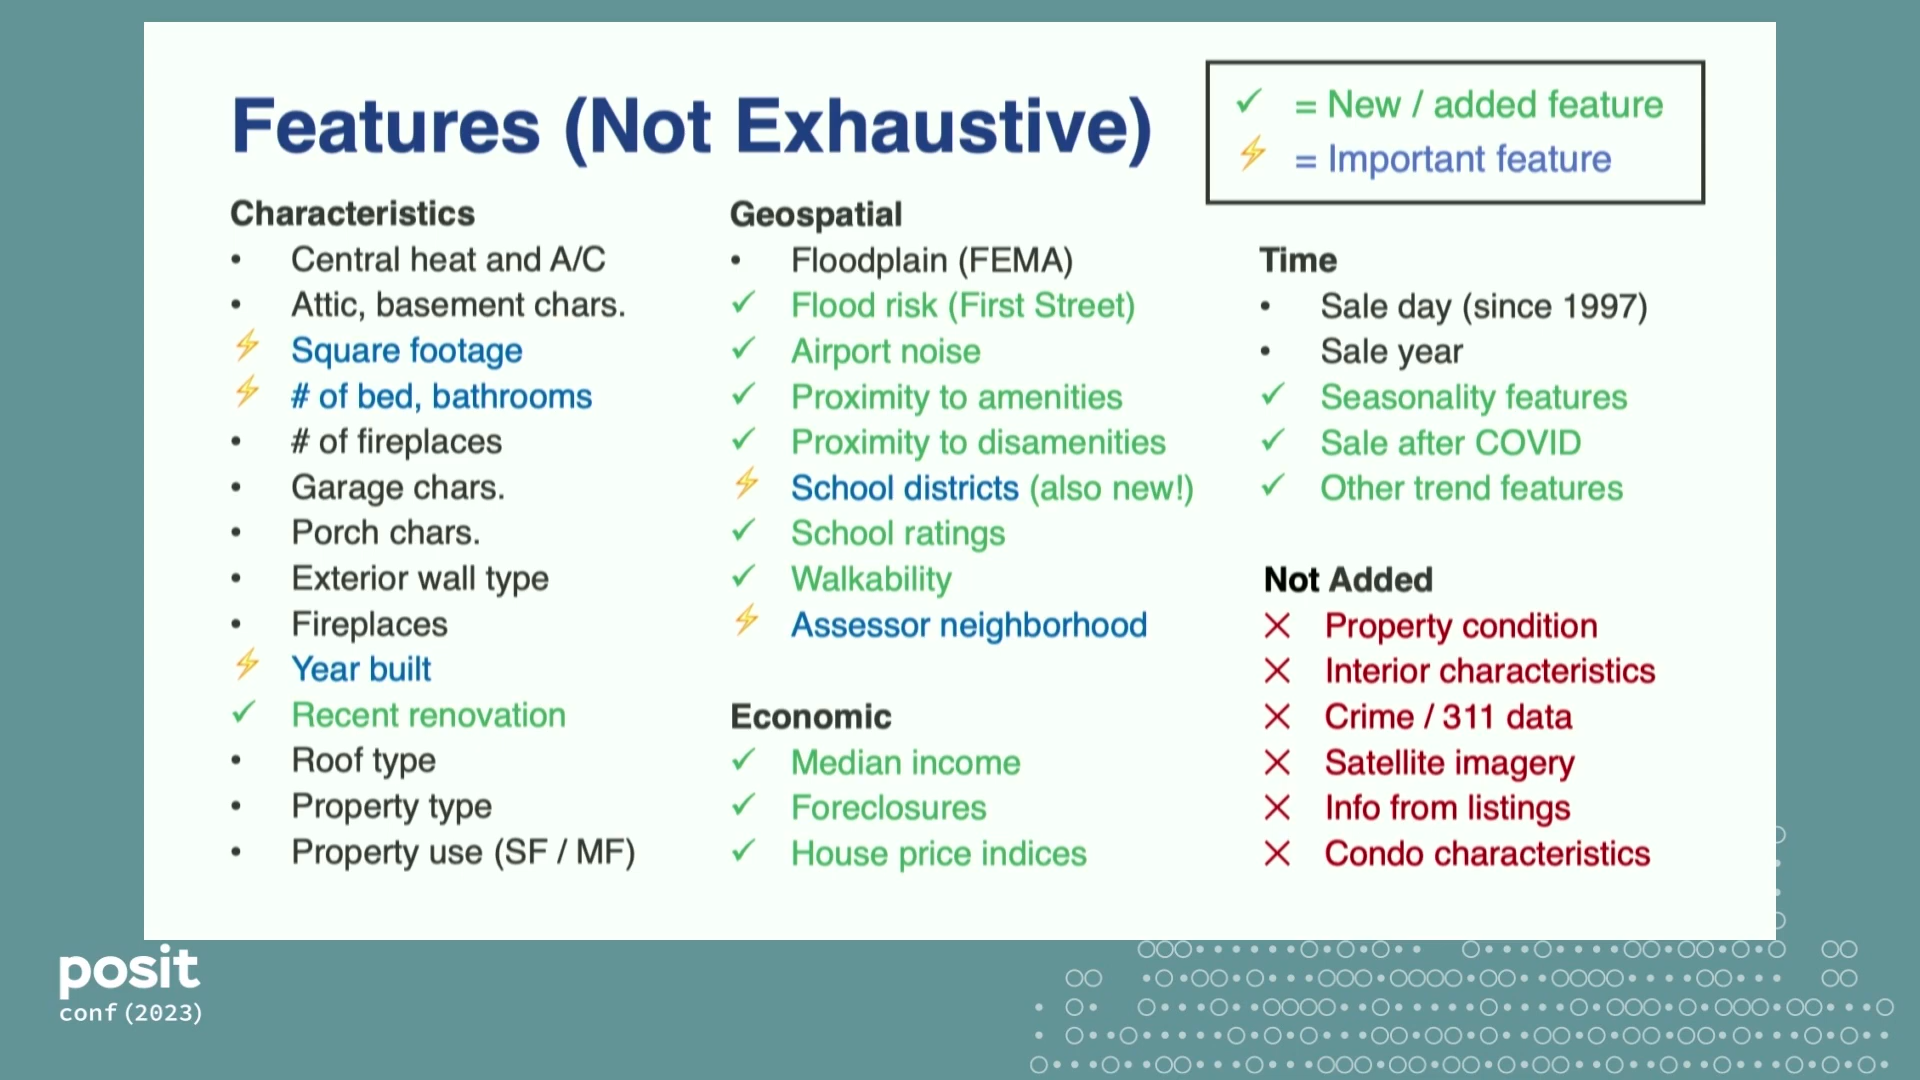 Features (Not Exhaustive)
✓ = New / added feature
⚡ = Important feature
Characteristics
• Central heat and A/C
• Attic, basement chars.
⚡ Square footage
⚡ # of bed, bathrooms
• # of fireplaces
• Garage chars.
• Porch chars.
• Exterior wall type
• Fireplaces
⚡ Year built
✓ Recent renovation
• Roof type
• Property type
• Property use (SF / MF)
Geospatial
• Floodplain (FEMA)
✓ Flood risk (First Street)
✓ Airport noise
✓ Proximity to amenities
✓ Proximity to disamenities
⚡ School districts (also new!)
✓ School ratings
✓ Walkability
⚡ Assessor neighborhood
Economic
✓ Median income
✓ Foreclosures
✓ House price indices
Time
• Sale day (since 1997)
• Sale year
✓ Seasonality features
✓ Sale after COVID
✓ Other trend features
Not Added
✕ Property condition
✕ Interior characteristics
✕ Crime / 311 data
✕ Satellite imagery
✕ Info from listings
✕ Condo characteristics
posit
conf(2023)